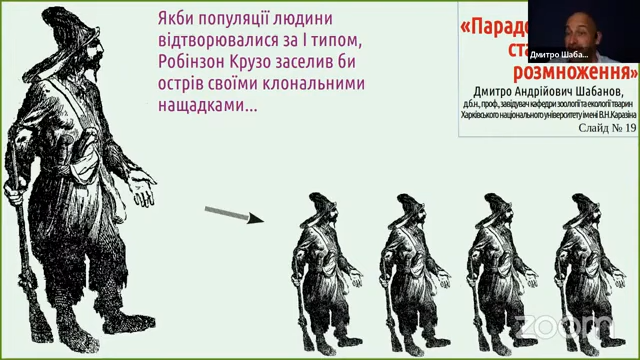 Якби популяції людини
відтворювалися за І типом,
Робінзон Крузо заселив би
острів своїми клональними
нащадками...
ста
розмноження»
Дмитро Шаба...
Дмитро Андрійович Шабанов,
д.б.н., проф., завідувач кафедри зоології та екології тварин
Харківського національного університету імені В.Н.Каразіна
Слайд № 19
zoom